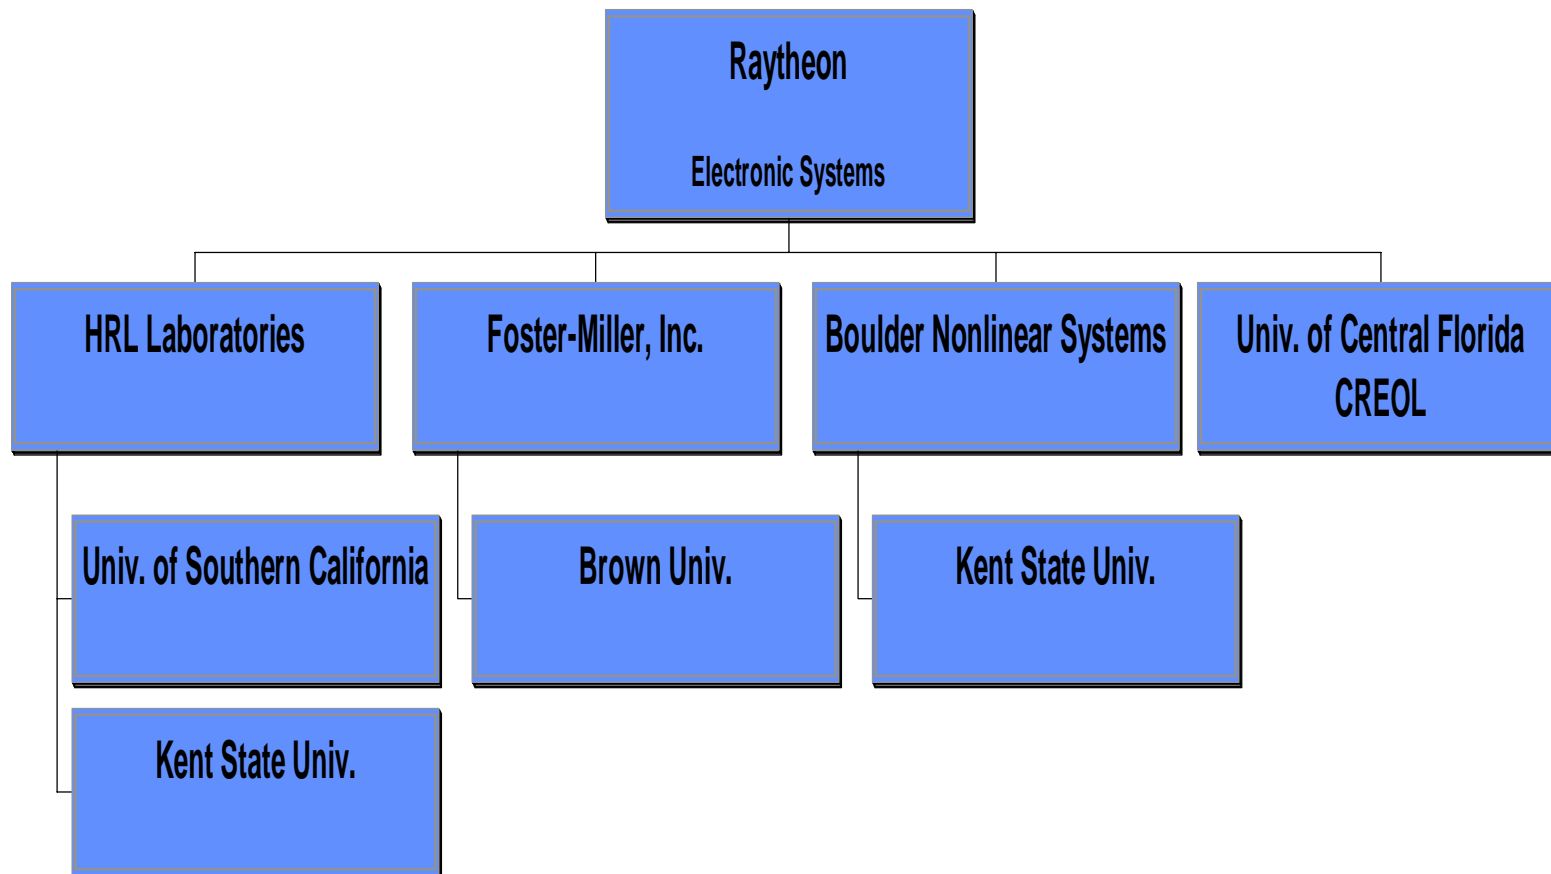 Raytheon
Electronic Systems
HRL Laboratories
Foster-Miller, Inc.
Boulder Nonlinear Systems
Univ. of Central Florida
CREOL
Univ. of Southern California
Brown Univ.
Kent State Univ.
Kent State Univ.